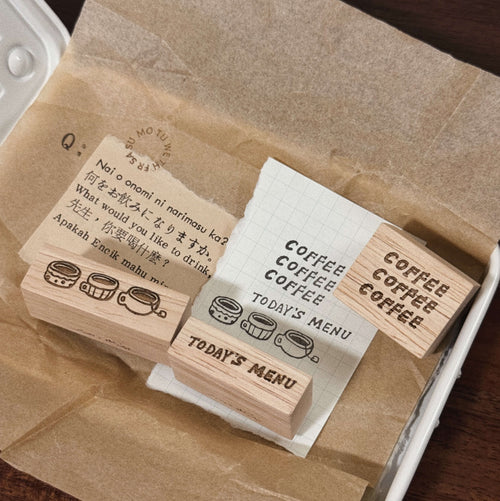 SU MO TU WE TH FR SA
Q:
Nai o onomi ni narimasu ka?
何をお飲みになりますか。
What would you like to drink,
先生，你要喝什麼？
Apakah Encik mahu mi
COFFEE
COFFEE
COFFEE
TODAY'S MENU
COFFEE
COFFEE
COFFEE
TODAY'S MENU